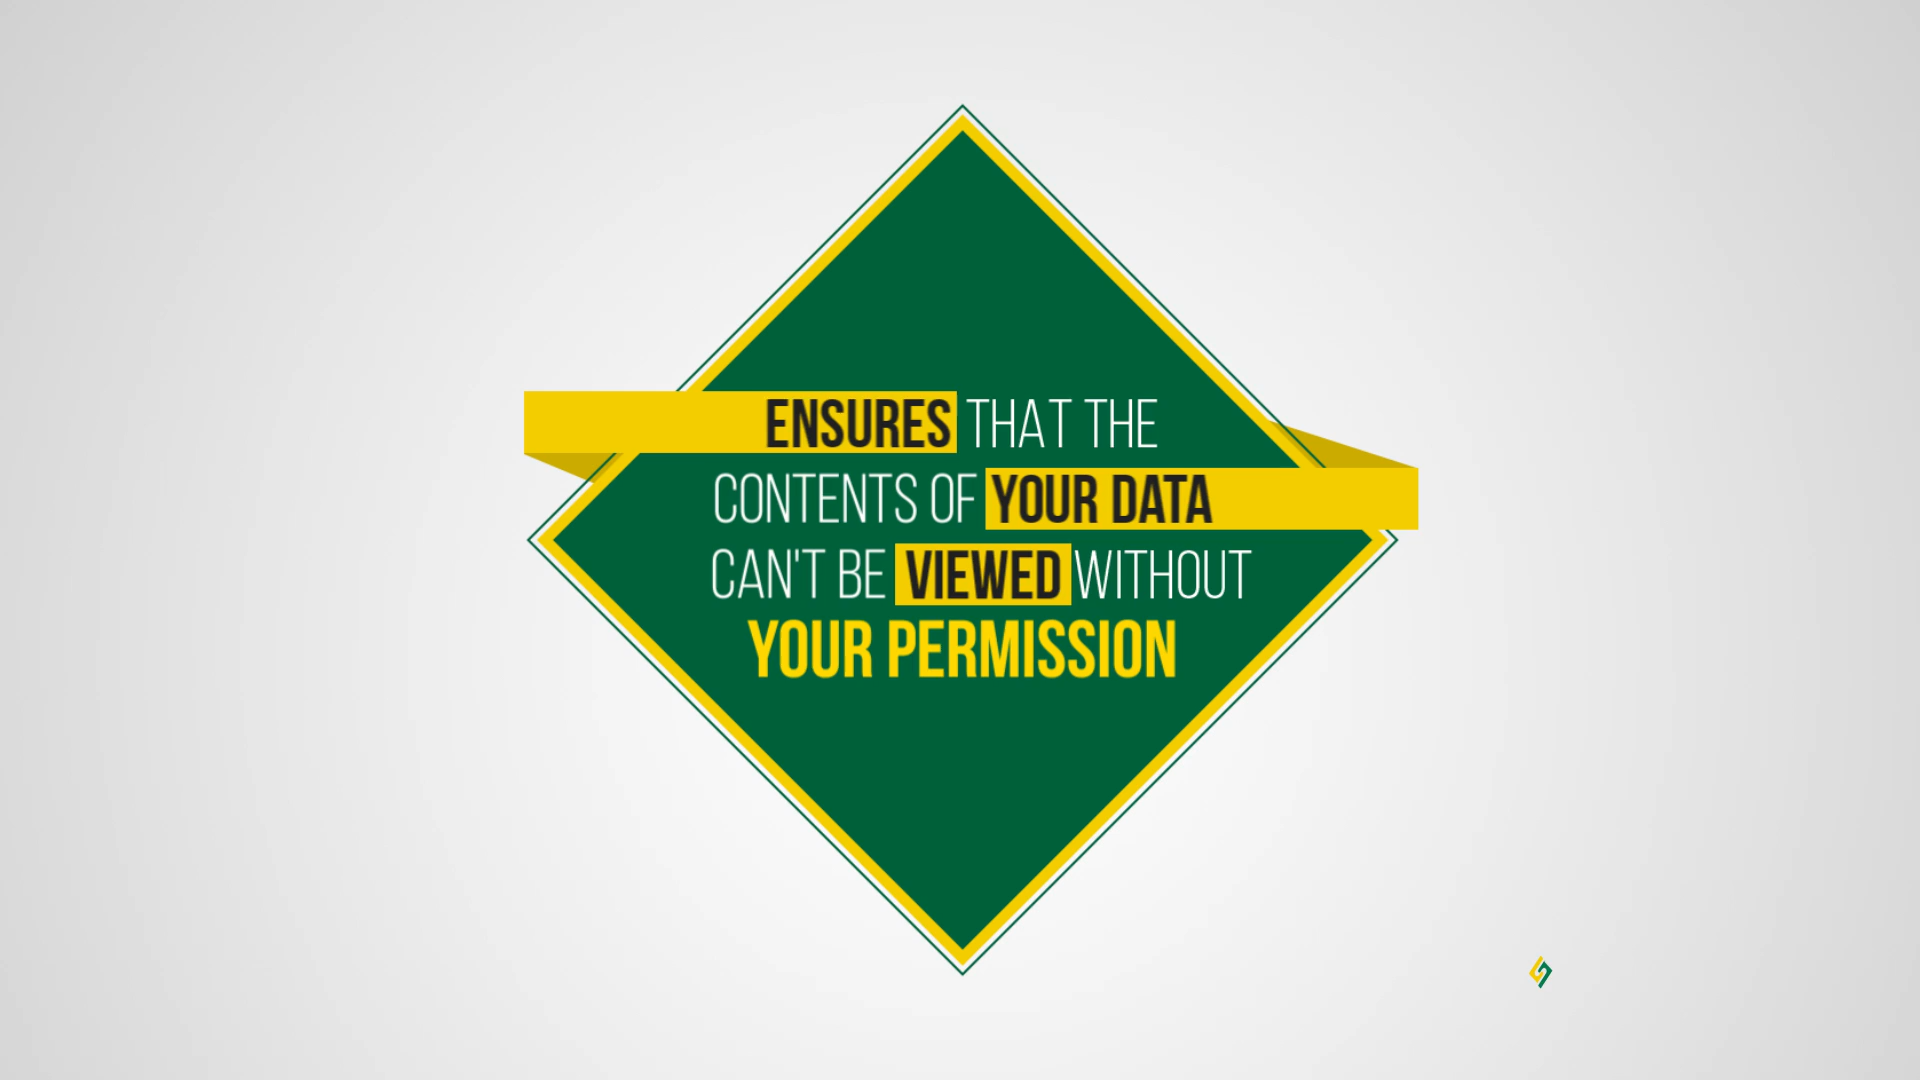 ENSURES THAT THE
CONTENTS OF YOUR DATA
CAN'T BE VIEWED WITHOUT
YOUR PERMISSION